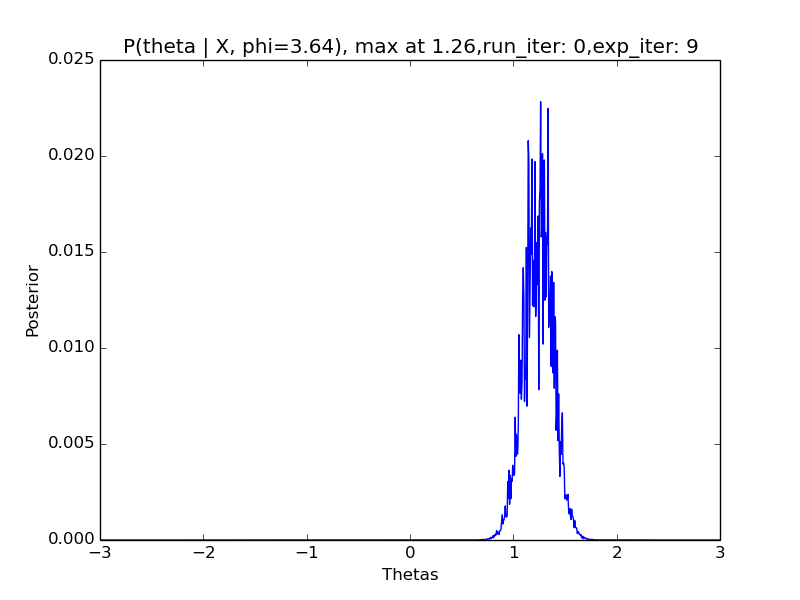 P(theta | X, phi=3.64), max at 1.26,run_iter: 0,exp_iter: 9
0.025
0.020
0.015
0.010
0.005
0.000
Posterior
−3 −2 −1 0 1 2 3
Thetas